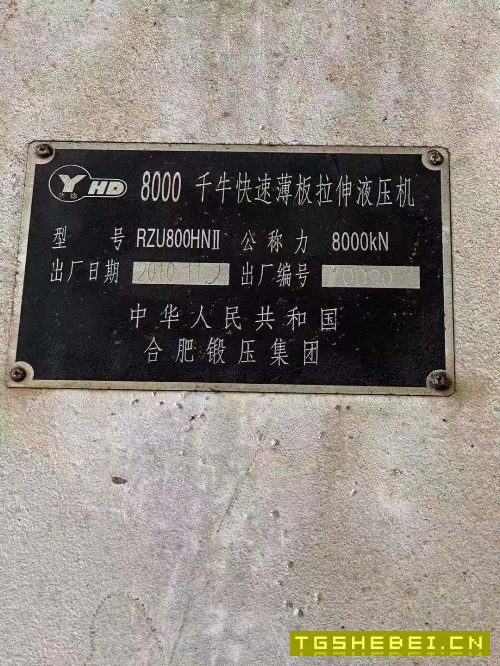 YHD 8000 千牛快速薄板拉伸液压机
型 号 RZU800HNⅡ 公 称 力 8000kN
出厂日期 2010 11 出厂编号
中华人民共和国
合肥锻压集团
TGSHEBEI.CN